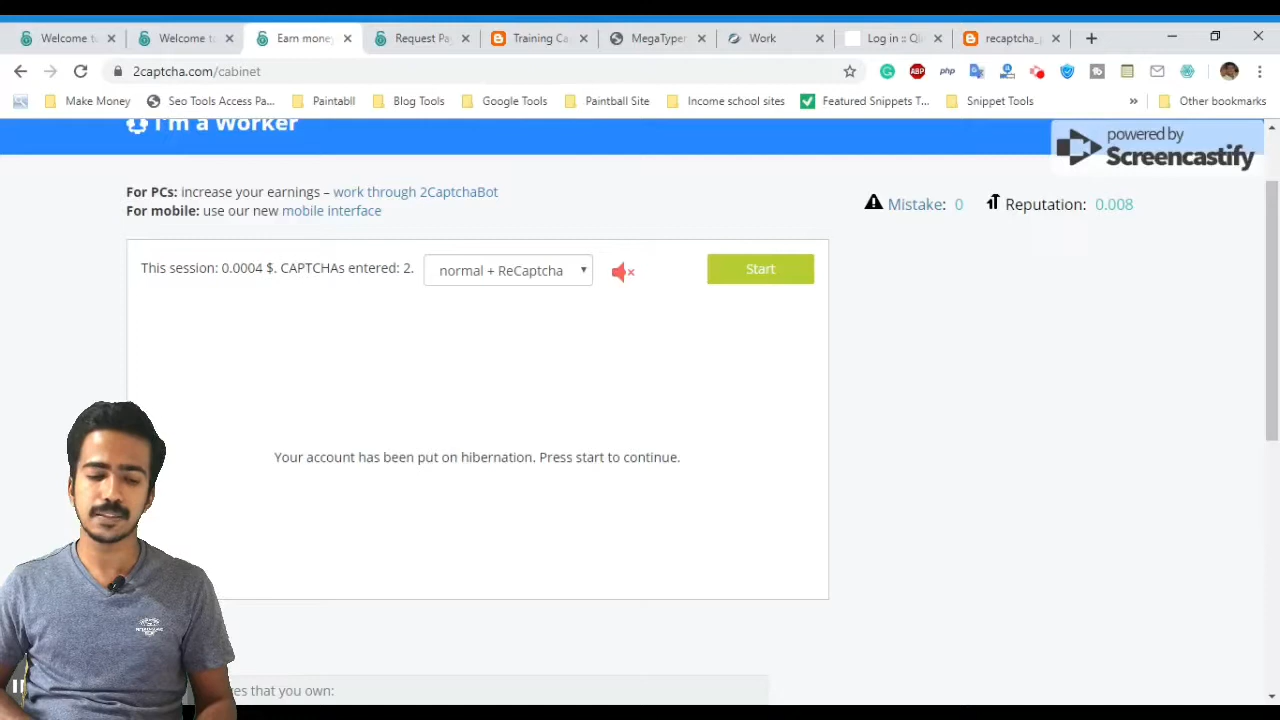 Welcome t
Welcome t
Earn mone
Request Pa
Training Ca
MegaTyper
Work
Log in :: Ql
recaptcha_
2captcha.com/cabinet
ABP
php
Make Money
Seo Tools Access Pa...
Paintabll
Blog Tools
Google Tools
Paintball Site
Income school sites
Featured Snippets T...
Snippet Tools
»
Other bookmarks
I'm a Worker
powered by
Screencastify
For PCs: increase your earnings – work through 2CaptchaBot
For mobile: use our new mobile interface
Mistake: 0
Reputation: 0.008
This session: 0.0004 $. CAPTCHAs entered: 2.
normal + ReCaptcha
Start
Your account has been put on hibernation. Press start to continue.
that you own: